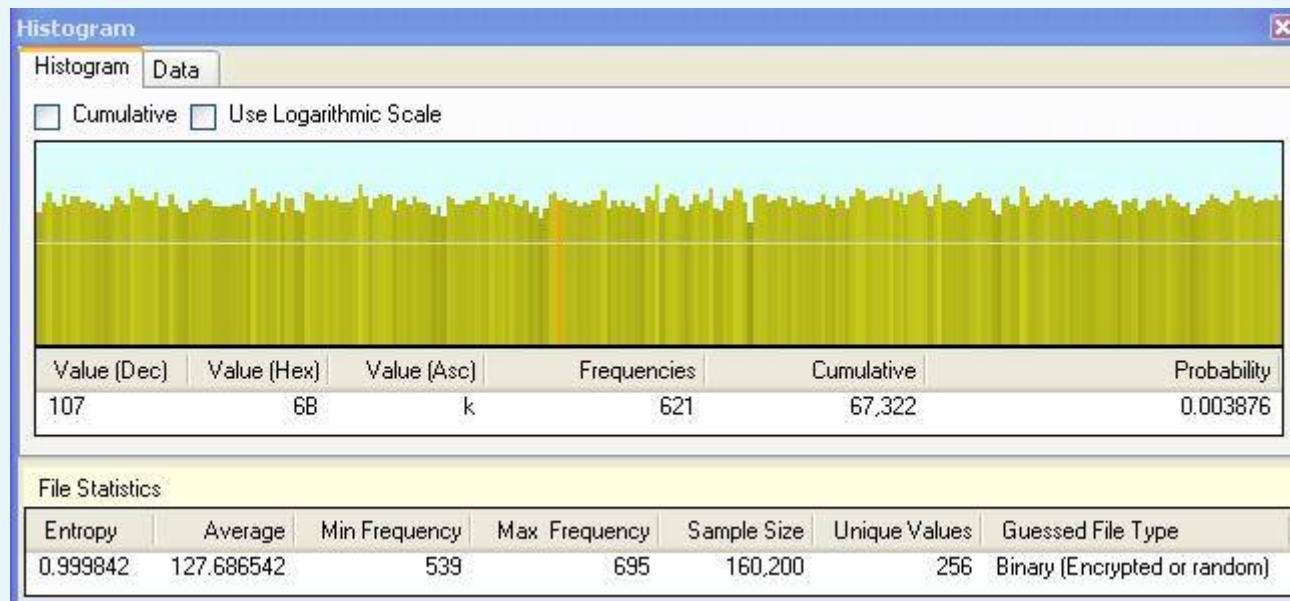 Histogram
Histogram Data
Cumulative Use Logarithmic Scale
Value (Dec) Value (Hex) Value (Asc) Frequencies Cumulative Probability
107 6B k 621 67,322 0.003876
File Statistics
Entropy Average Min Frequency Max Frequency Sample Size Unique Values Guessed File Type
0.999842 127.686542 539 695 160,200 256 Binary (Encrypted or random)